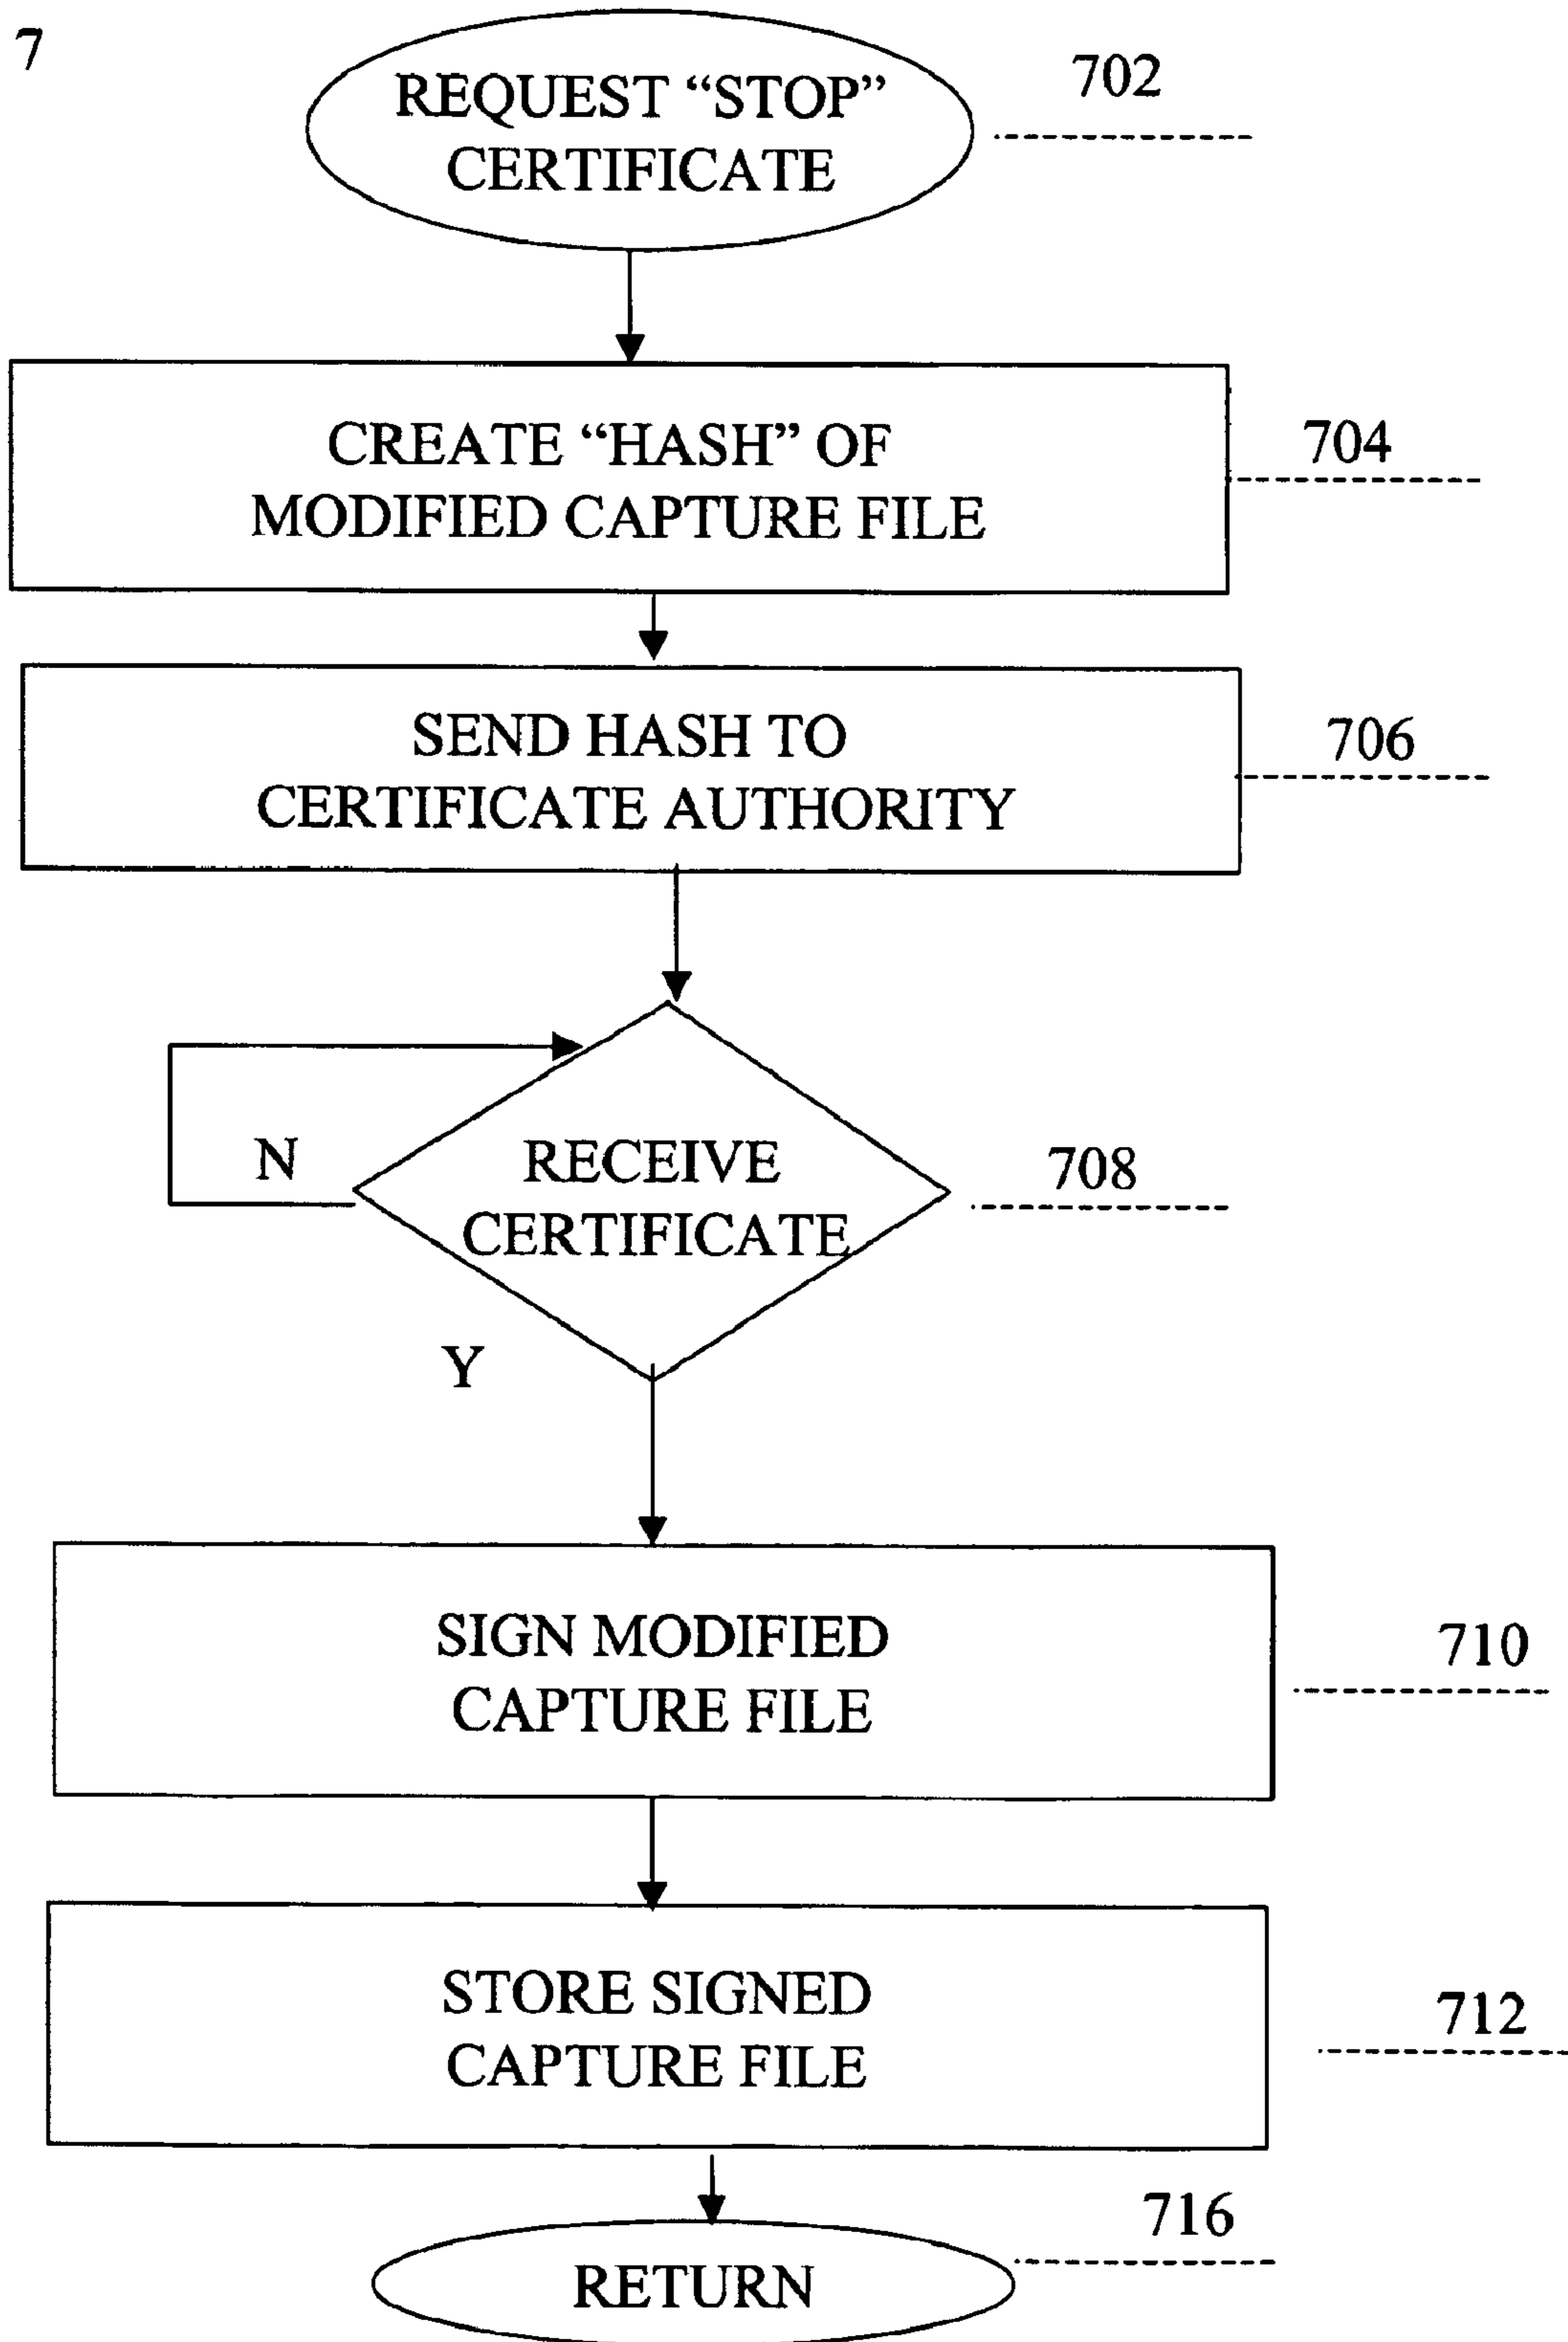 7
REQUEST “STOP”
CERTIFICATE
702
CREATE “HASH” OF
MODIFIED CAPTURE FILE
704
SEND HASH TO
CERTIFICATE AUTHORITY
706
N
RECEIVE
CERTIFICATE
708
Y
SIGN MODIFIED
CAPTURE FILE
710
STORE SIGNED
CAPTURE FILE
712
716
RETURN